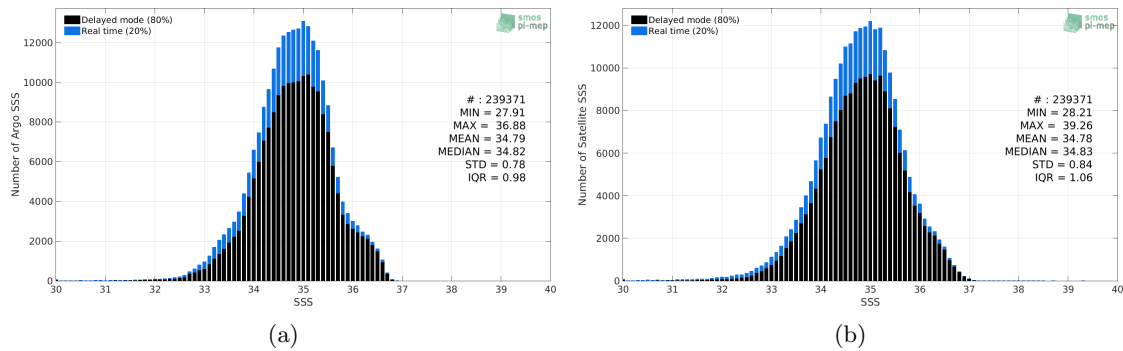 Delayed mode (80%)
Real time (20%)
smos
pi-mep
Number of Argo SSS
12000
10000
8000
6000
4000
2000
0
# : 239371
MIN = 27.91
MAX = 36.88
MEAN = 34.79
MEDIAN = 34.82
STD = 0.78
IQR = 0.98
30 31 32 33 34 35 36 37 38 39 40
SSS
(a)
Delayed mode (80%)
Real time (20%)
smos
pi-mep
Number of Satellite SSS
12000
10000
8000
6000
4000
2000
0
# : 239371
MIN = 28.21
MAX = 39.26
MEAN = 34.78
MEDIAN = 34.83
STD = 0.84
IQR = 1.06
30 31 32 33 34 35 36 37 38 39 40
SSS
(b)